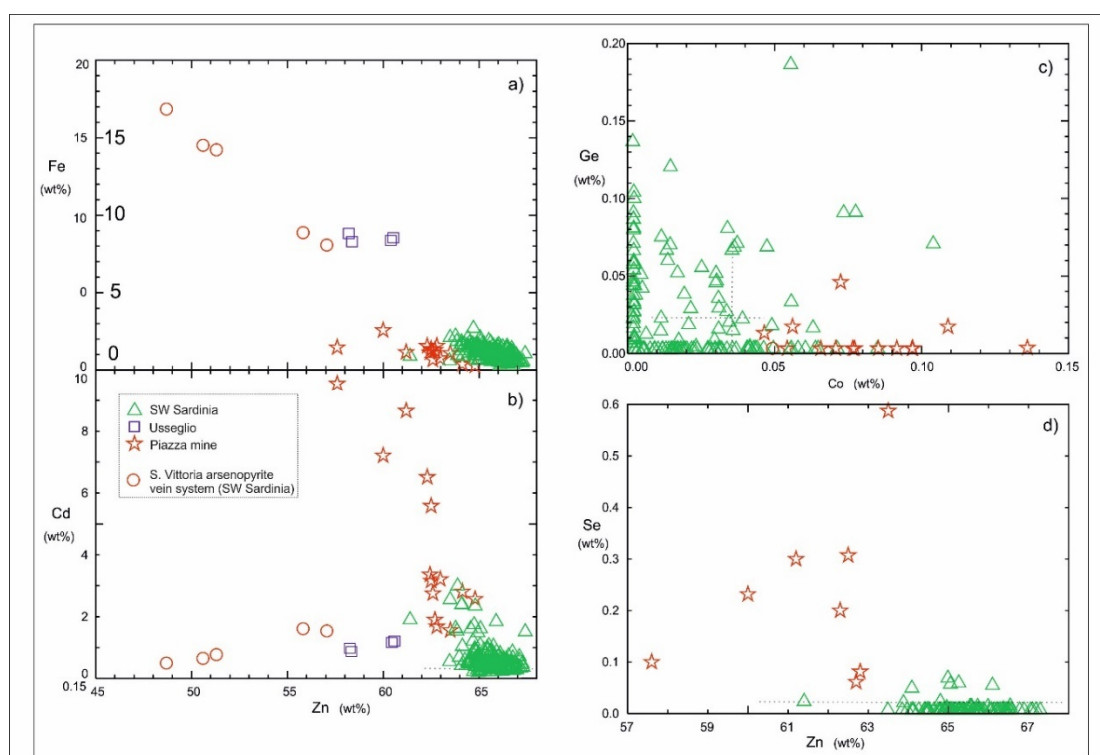 20
a)
15
15
Fe
(wt%)
10
10
0
5
0
0
10
b)
SW Sardinia
Usseglio
Piazza mine
S. Vittoria arsenopyrite
vein system (SW Sardinia)
8
6
Cd
(wt%)
4
2
0
0.15
45
50
55
60
65
Zn (wt%)
0.20
c)
0.15
Ge
(wt%)
0.10
0.05
0.00
0.00
0.05
0.10
0.15
Co (wt%)
0.6
d)
0.5
Se
(wt%)
0.3
0.2
0.1
0.0
57
59
61
63
65
67
Zn (wt%)